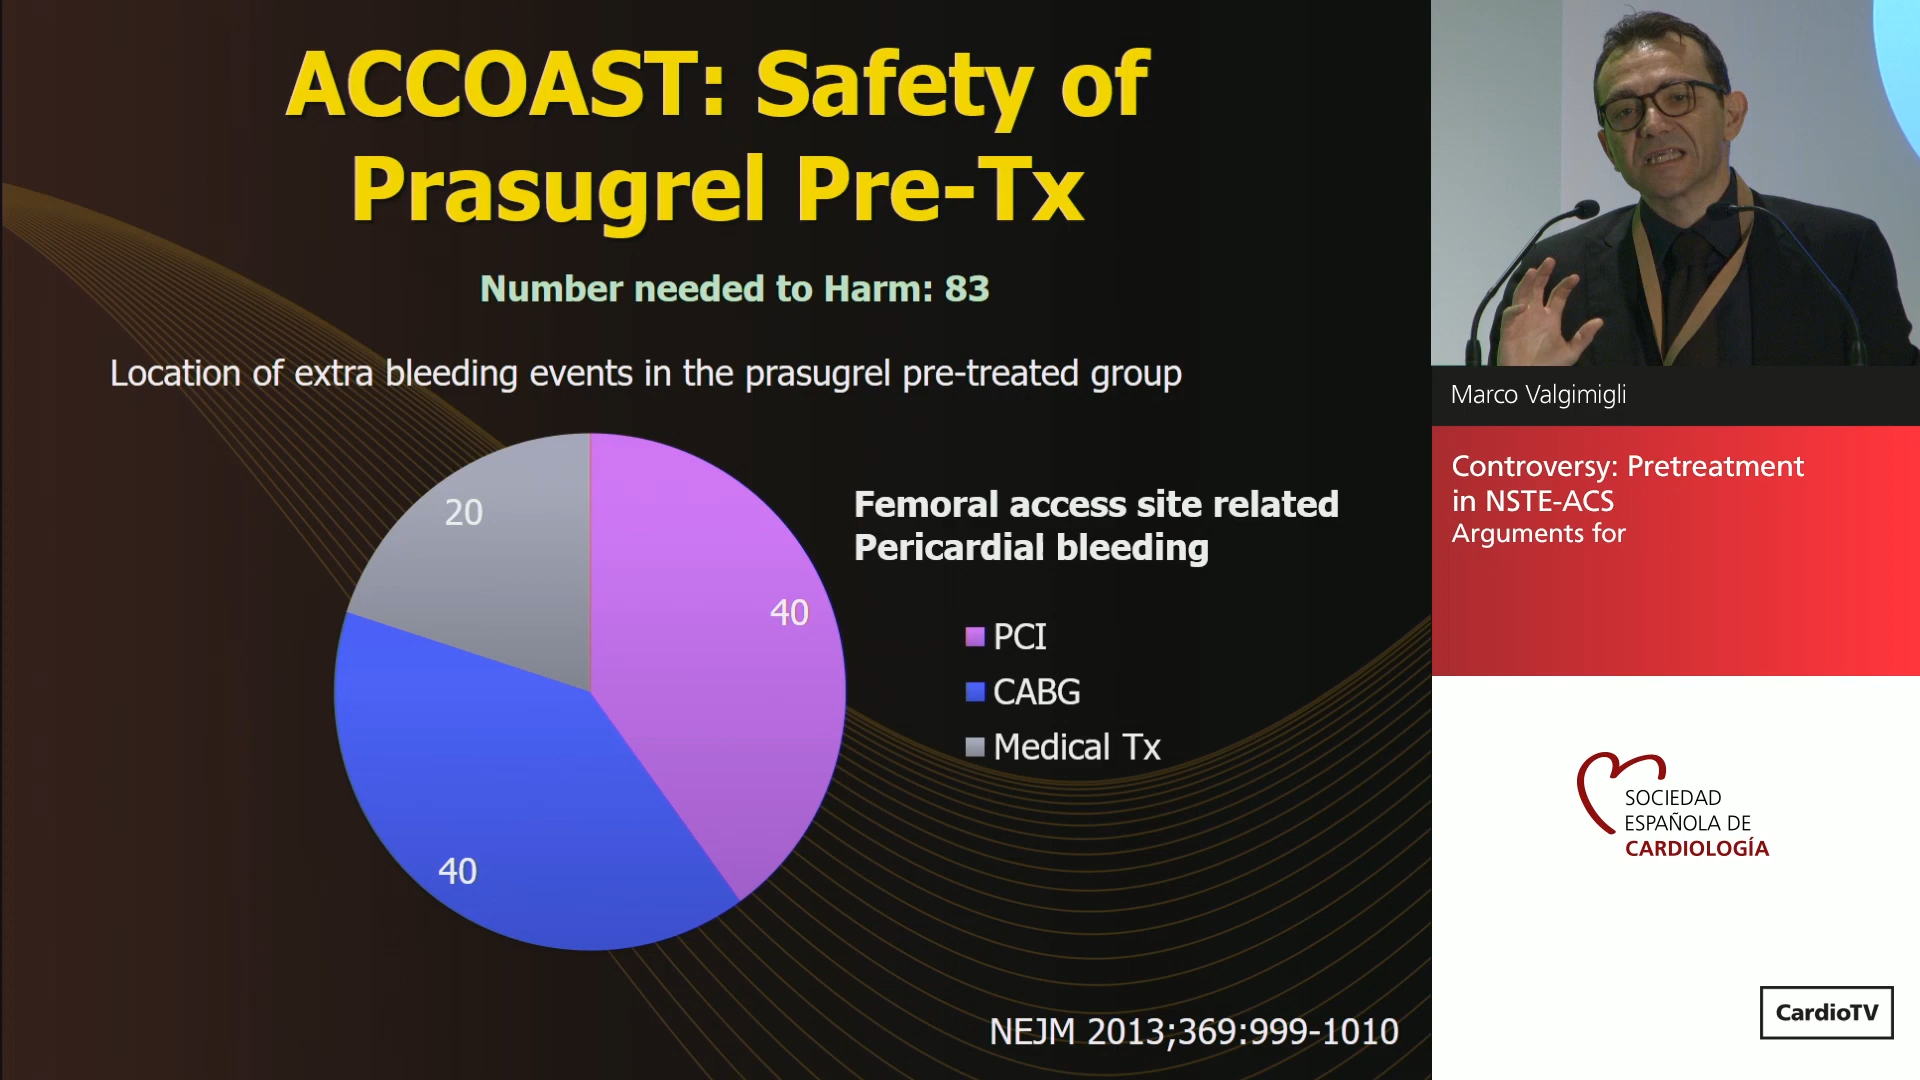 ACCOAST: Safety of
Prasugrel Pre-Tx
Number needed to Harm: 83
Location of extra bleeding events in the prasugrel pre-treated group
20
40
40
Femoral access site related
Pericardial bleeding
PCI
CABG
Medical Tx
NEJM 2013;369:999-1010
Marco Valgimigli
Controversy: Pretreatment
in NSTE-ACS
Arguments for
SOCIEDAD
ESPAÑOLA DE
CARDIOLOGÍA
CardioTV